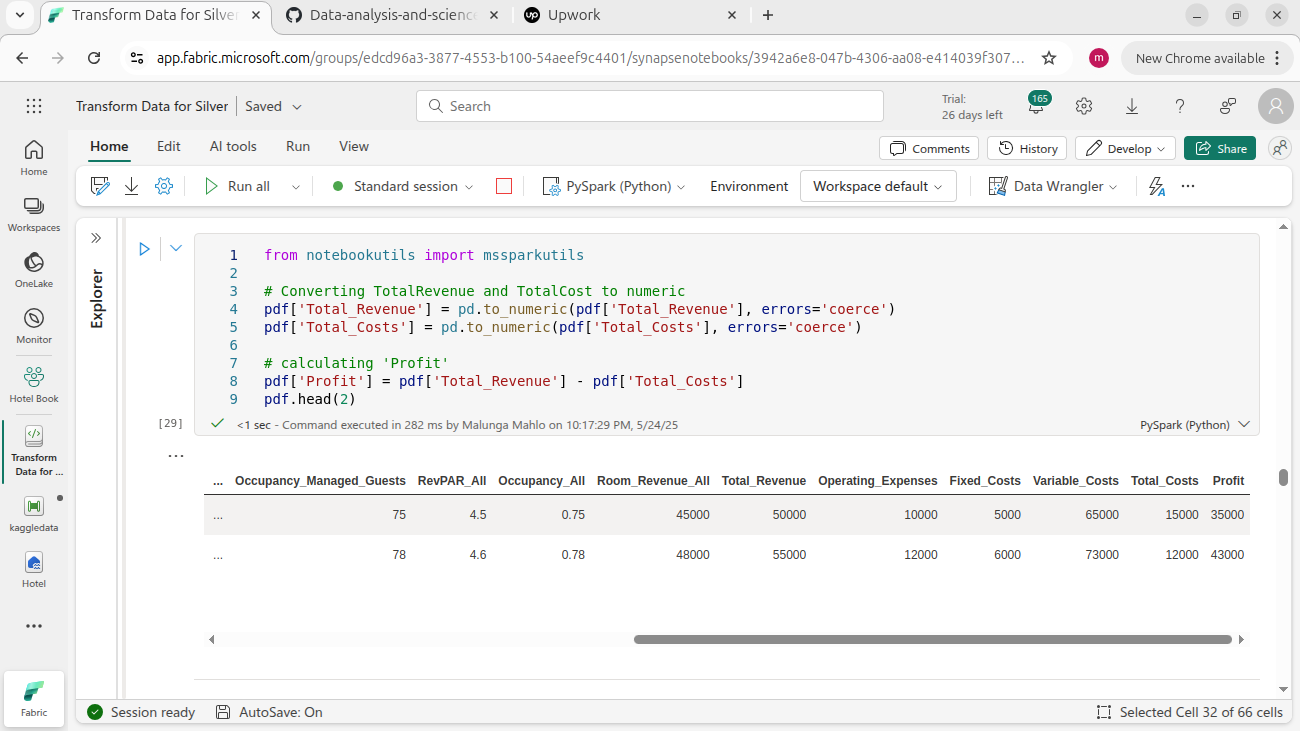 Transform Data for Silver
Data-analysis-and-science
Upwork
app.fabric.microsoft.com/groups/edcd96a3-3877-4553-b100-54aeef9c4401/synapsenotebooks/3942a6e8-047b-4306-aa08-e414039f307...
m
New Chrome available
Transform Data for Silver
Saved
Search
Trial:
26 days left
165
Home
Edit
AI tools
Run
View
Comments
History
Develop
Share
Run all
Standard session
PySpark (Python)
Environment
Workspace default
Data Wrangler
...
Home
Workspaces
OneLake
Monitor
Hotel Book
Transform
Data for ...
kaggledata
Hotel
...
Fabric
Explorer
1 from notebookutils import mssparkutils
2
3 # Converting TotalRevenue and TotalCost to numeric
4 pdf['Total_Revenue'] = pd.to_numeric(pdf['Total_Revenue'], errors='coerce')
5 pdf['Total_Costs'] = pd.to_numeric(pdf['Total_Costs'], errors='coerce')
6
7 # calculating 'Profit'
8 pdf['Profit'] = pdf['Total_Revenue'] - pdf['Total_Costs']
9 pdf.head(2)
[29]
<1 sec - Command executed in 282 ms by Malunga Mahlo on 10:17:29 PM, 5/24/25
PySpark (Python)
...
... Occupancy_Managed_Guests RevPAR_All Occupancy_All Room_Revenue_All Total_Revenue Operating_Expenses Fixed_Costs Variable_Costs Total_Costs Profit
... 75 4.5 0.75 45000 50000 10000 5000 65000 15000 35000
... 78 4.6 0.78 48000 55000 12000 6000 73000 12000 43000
Session ready
AutoSave: On
Selected Cell 32 of 66 cells